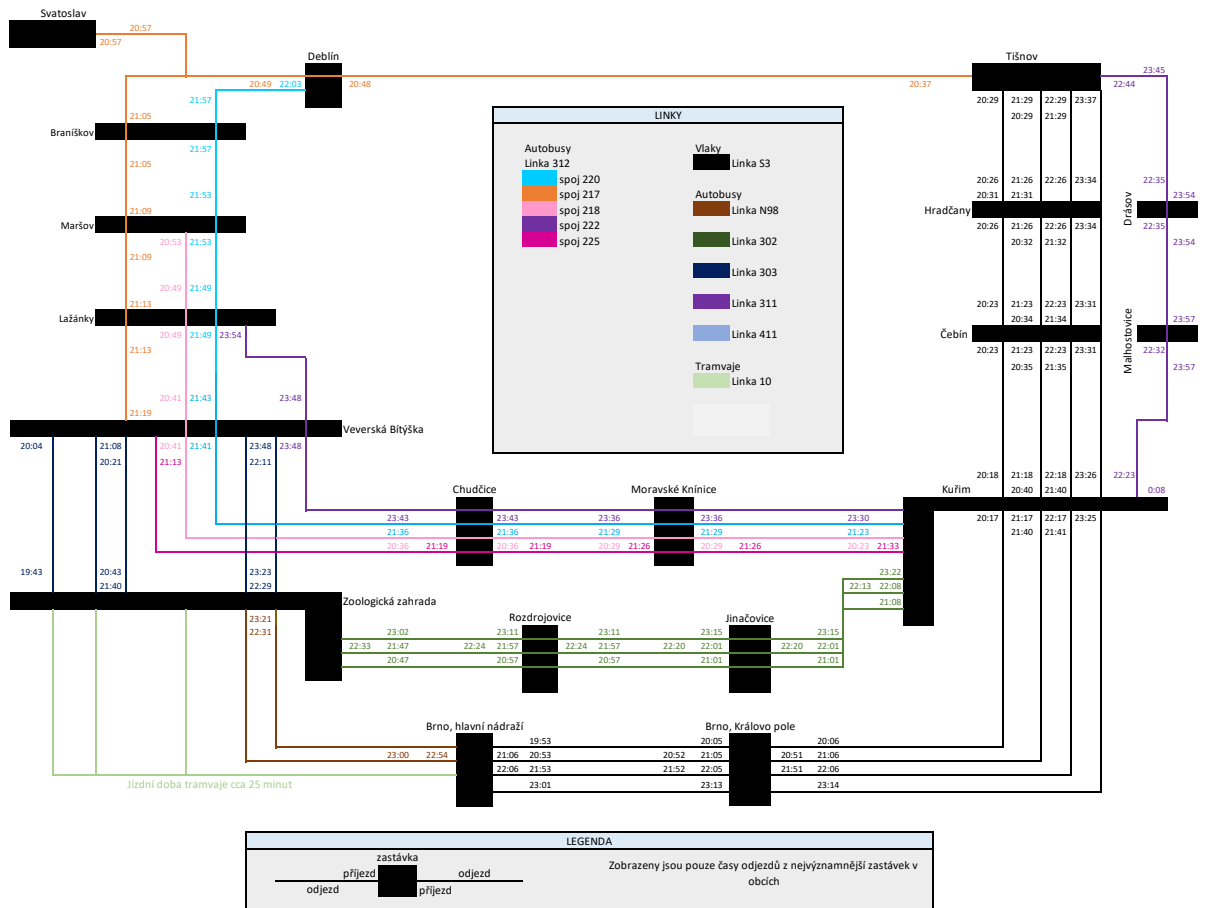 Svatoslav
20:57
20:57
Deblín
20:49 22:03 20:48
Tišnov
20:37
23:45
22:44
21:57
21:05
Braníškov
21:57
21:05
21:53
21:09
Maršov
20:53 21:53
21:09
20:49 21:49
21:13
Lažánky
20:49 21:49 23:54
21:13
20:41 21:43 23:48
21:19
Veverská Bítýška
20:04 21:08 20:41 21:41 23:48 23:48
20:21 21:13 22:11
LINKY
Autobusy
Linka 312
spoj 220
spoj 217
spoj 218
spoj 222
spoj 225
Vlaky
Linka S3
Autobusy
Linka N98
Linka 302
Linka 303
Linka 311
Linka 411
Tramvaje
Linka 10
20:29 21:29 22:29 23:37
20:29 21:29
20:26 21:26 22:26 23:34
20:31 21:31
Hradčany
20:26 21:26 22:26 23:34
20:32 21:32
22:35
23:54
Drásov
22:35
23:54
20:23 21:23 22:23 23:31
20:34 21:34
Čebín
20:23 21:23 22:23 23:31
20:35 21:35
23:57
Malhostovice
22:32
23:57
20:18 21:18 22:18 23:26 22:23
20:40 21:40 0:08
Kuřim
20:17 21:17 22:17 23:25
21:40 21:41
Chudčice
Moravské Knínice
23:43 23:43 23:36 23:36 23:30
21:36 21:36 21:29 21:29 21:23
20:36 21:19 20:36 21:19 20:29 21:26 20:29 21:26 20:23 21:33
19:43 20:43 23:23
21:40 22:29
23:22
22:13 22:08
21:08
Zoologická zahrada
23:21
22:31
Rozdrojovice
Jinačovice
23:02 23:11 23:11 23:15 23:15
22:33 21:47 22:24 21:57 22:24 21:57 22:20 22:01 22:20 22:01
20:47 20:57 20:57 21:01 21:01
Brno, hlavní nádraží
Brno, Královo pole
19:53 20:05 20:06
23:00 22:54 21:06 20:53 20:52 21:05 20:51 21:06
22:06 21:53 21:52 22:05 21:51 22:06
23:01 23:13 23:14
Jízdní doba tramvaje cca 25 minut
LEGENDA
zastávka
příjezd odjezd
odjezd příjezd
Zobrazeny jsou pouze časy odjezdů z nejvýznamnější zastávek v
obcích